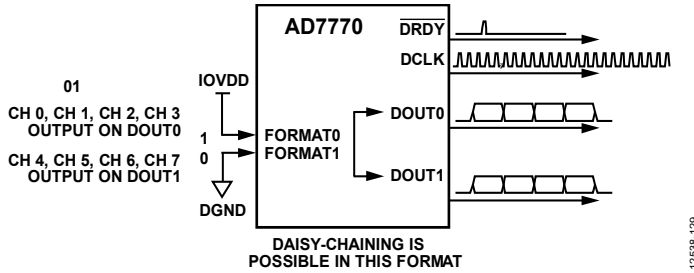 AD7770
DRDY
DCLK
01
IOVDD
CH 0, CH 1, CH 2, CH 3
OUTPUT ON DOUT0
DOUT0
1
FORMAT0
0
FORMAT1
CH 4, CH 5, CH 6, CH 7
OUTPUT ON DOUT1
DOUT1
DGND
DAISY-CHAINING IS
POSSIBLE IN THIS FORMAT
12538-129